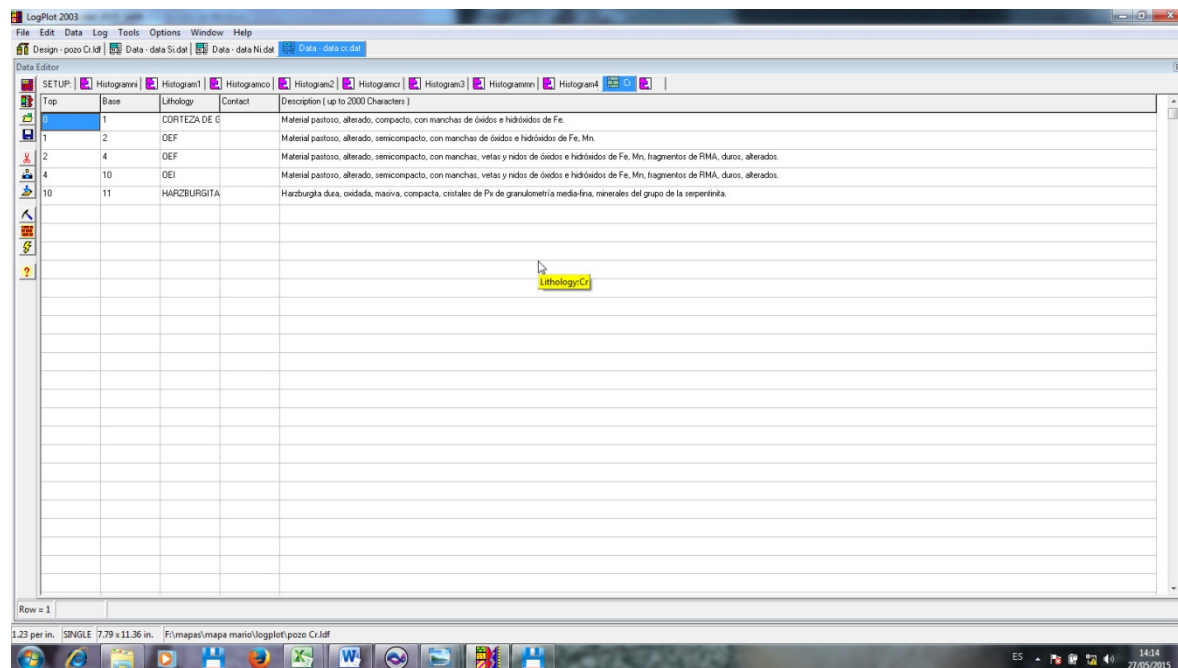 LogPlot 2003
File Edit Data Log Tools Options Window Help
Design - pozo Cr.ldf Data - data Si.dat Data - data Ni.dat Data - data cr.dat
Data Editor
SETUP: Histogramni Histogram1 Histogramco Histogram2 Histogramcr Histogram3 Histogrammn Histogram4 Cr
Top Base Lithology Contact Description ( up to 2000 Characters )
0 1 CORTEZA DE G Material pastoso, alterado, compacto, con manchas de óxidos e hidróxidos de Fe.
1 2 OEF Material pastoso, alterado, semicompacto, con manchas de óxidos e hidróxidos de Fe, Mn.
2 4 OEF Material pastoso, alterado, semicompacto, con manchas, vetas y nidos de óxidos e hidróxidos de Fe, Mn, fragmentos de RMA, duros, alterados.
4 10 OEI Material pastoso, alterado, semicompacto, con manchas, vetas y nidos de óxidos e hidróxidos de Fe, Mn, fragmentos de RMA, duros, alterados.
10 11 HARZBURGITA Harzburgita dura, oxidada, masiva, compacta, cristales de Px de granulometría media-fina, minerales del grupo de la serpentinita.
Lithology:Cr
Row = 1
1.23 per in. SINGLE 7.79 x 11.36 in. F:\mapas\mapa mario\logplot\pozo Cr.ldf
ES 14:14
27/05/2015